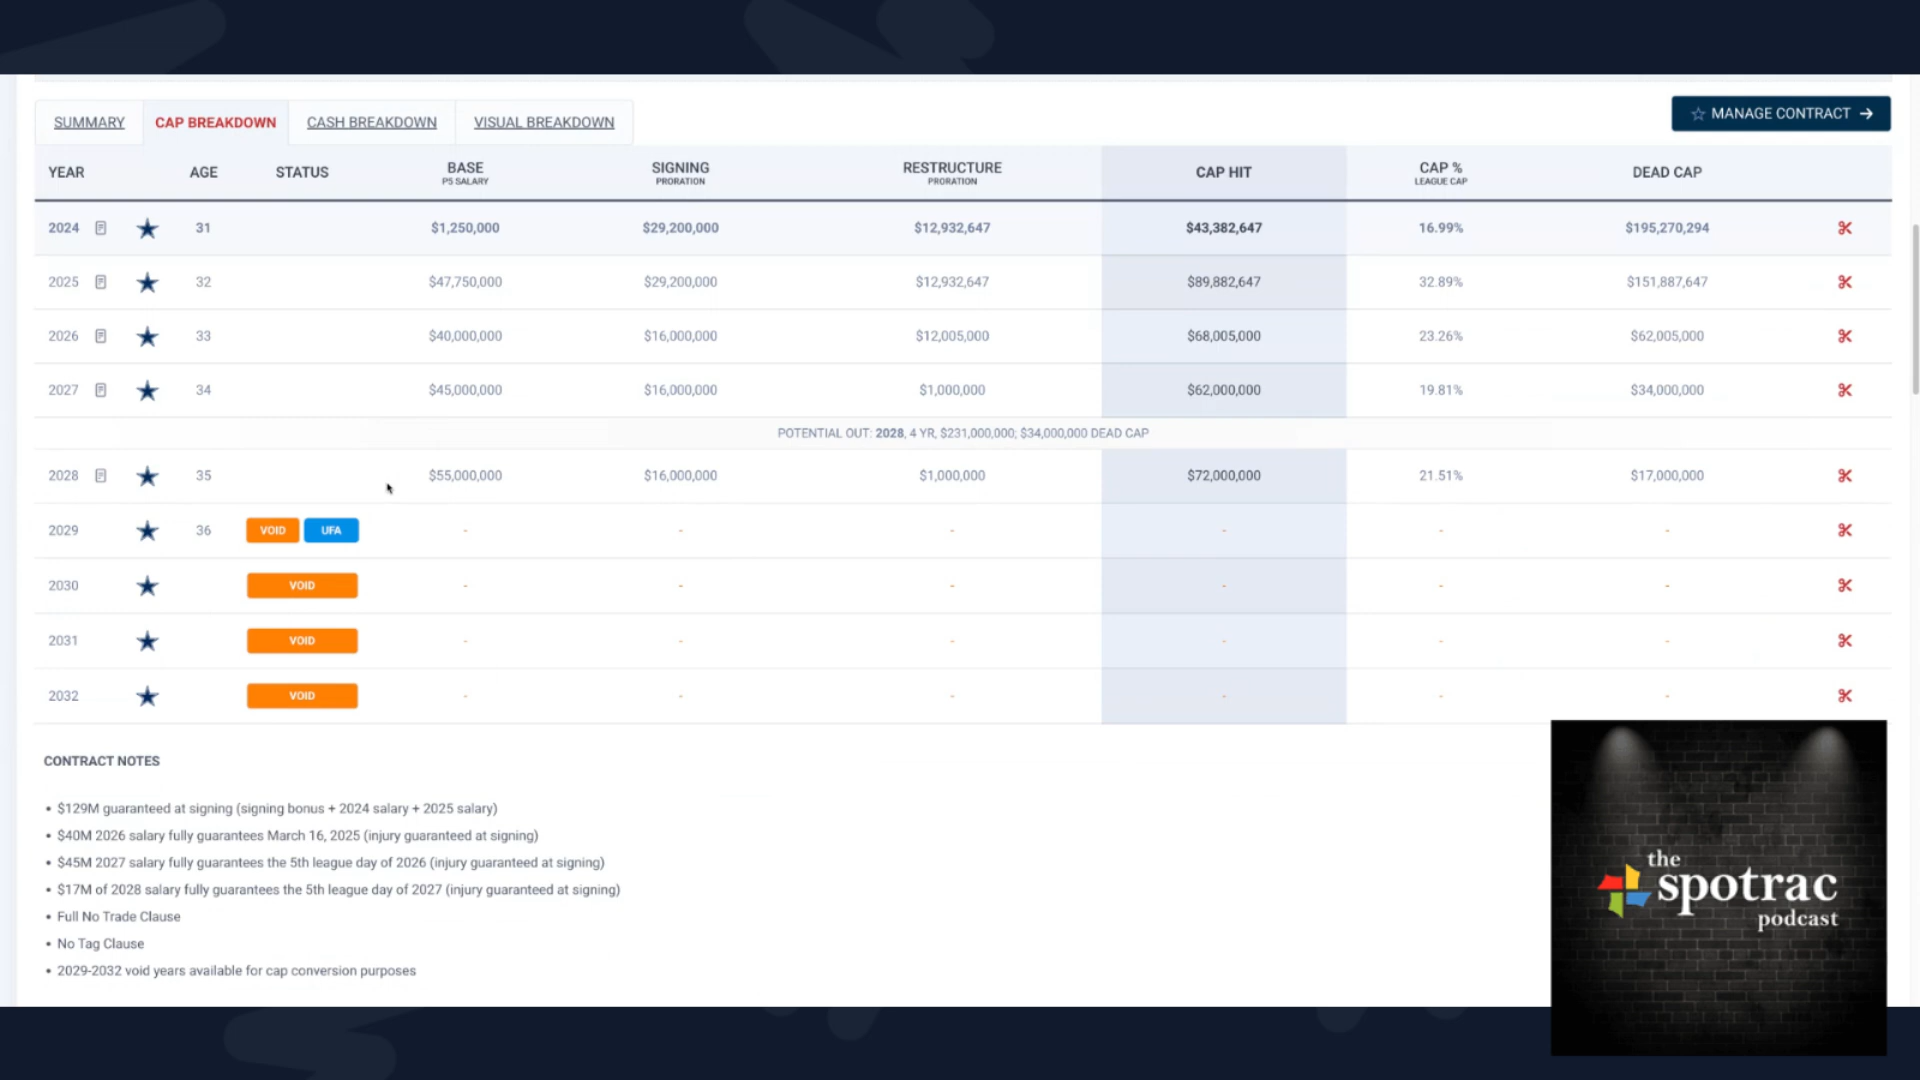 SUMMARY CAP BREAKDOWN CASH BREAKDOWN VISUAL BREAKDOWN MANAGE CONTRACT
YEAR AGE STATUS BASE SIGNING RESTRUCTURE CAP HIT CAP % DEAD CAP
P5 SALARY PRORATION PRORATION LEAGUE CAP
2024 31 $1,250,000 $29,200,000 $12,932,647 $43,382,647 16.99% $195,270,294
2025 32 $47,750,000 $29,200,000 $12,932,647 $89,882,647 32.89% $151,887,647
2026 33 $40,000,000 $16,000,000 $12,005,000 $68,005,000 23.26% $62,005,000
2027 34 $45,000,000 $16,000,000 $1,000,000 $62,000,000 19.81% $34,000,000
POTENTIAL OUT: 2028, 4 YR, $231,000,000; $34,000,000 DEAD CAP
2028 35 $55,000,000 $16,000,000 $1,000,000 $72,000,000 21.51% $17,000,000
2029 36 VOID UFA - - - - - -
2030 VOID - - - - - -
2031 VOID - - - - - -
2032 VOID - - - - - -
CONTRACT NOTES
• $129M guaranteed at signing (signing bonus + 2024 salary + 2025 salary)
• $40M 2026 salary fully guarantees March 16, 2025 (injury guaranteed at signing)
• $45M 2027 salary fully guarantees the 5th league day of 2026 (injury guaranteed at signing)
• $17M of 2028 salary fully guarantees the 5th league day of 2027 (injury guaranteed at signing)
• Full No Trade Clause
• No Tag Clause
• 2029-2032 void years available for cap conversion purposes
the
spotrac
podcast